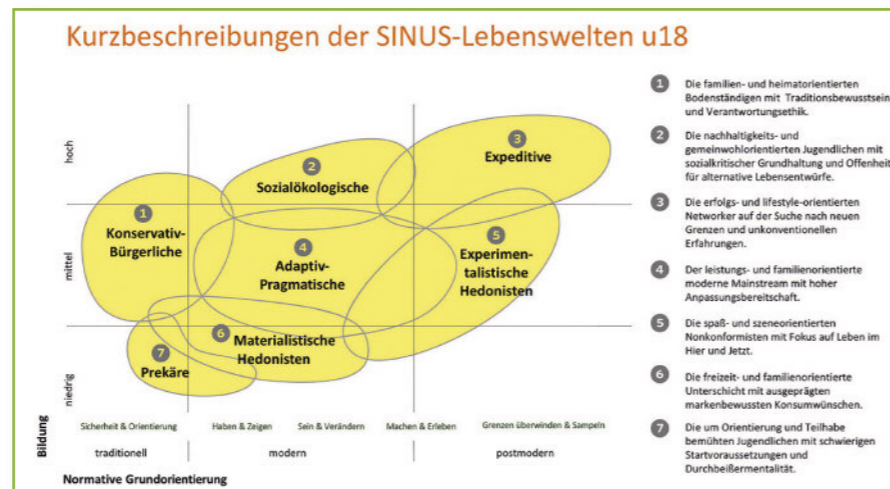 Kurzbeschreibungen der SINUS-Lebenswelten u18
hoch
mittel
niedrig
Bildung
1
Konservativ-
Bürgerliche
2
Sozialökologische
3
Expeditive
4
Adaptiv-
Pragmatische
5
Experimen-
talistische
Hedonisten
6
Materialistische
Hedonisten
7
Prekäre
Sicherheit & Orientierung
Haben & Zeigen
Sein & Verändern
Machen & Erleben
Grenzen überwinden & Sampeln
traditionell
modern
postmodern
Normative Grundorientierung
1
Die familien- und heimatorientierten
Bodenständigen mit Traditionsbewusstsein
und Verantwortungsethik.
2
Die nachhaltigkeits- und
gemeinwohlorientierten Jugendlichen mit
sozialkritischer Grundhaltung und Offenheit
für alternative Lebensentwürfe.
3
Die erfolgs- und lifestyle-orientierten
Networker auf der Suche nach neuen
Grenzen und unkonventionellen
Erfahrungen.
4
Der leistungs- und familienorientierte
moderne Mainstream mit hoher
Anpassungsbereitschaft.
5
Die spaß- und szeneorientierten
Nonkonformisten mit Fokus auf Leben im
Hier und Jetzt.
6
Die freizeit- und familienorientierte
Unterschicht mit ausgeprägten
markenbewussten Konsumwünschen.
7
Die um Orientierung und Teilhabe
bemühten Jugendlichen mit schwierigen
Startvoraussetzungen und
Durchbeißermentalität.